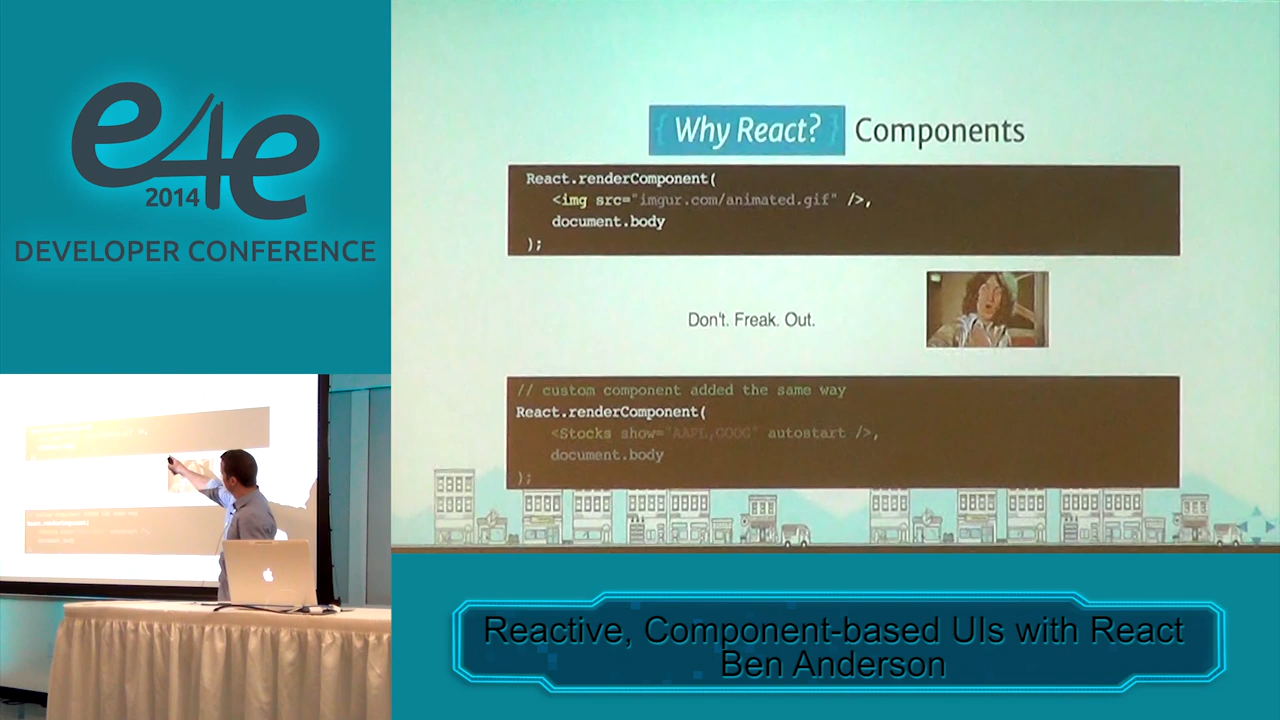 e4e
2014
DEVELOPER CONFERENCE
{ Why React? } Components
React.renderComponent(
<img src="imgur.com/animated.gif" />,
document.body
);
Don't. Freak. Out.
// custom component added the same way
React.renderComponent(
<Stocks show="AAPL,GOOG" autostart />,
document.body
);
Reactive, Component-based UIs with React
Ben Anderson